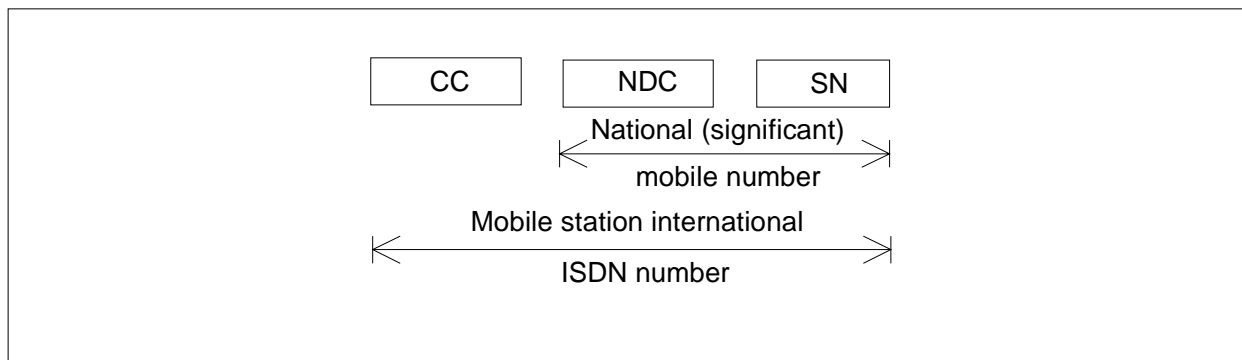 CC NDC SN
National (significant)
mobile number
Mobile station international
ISDN number